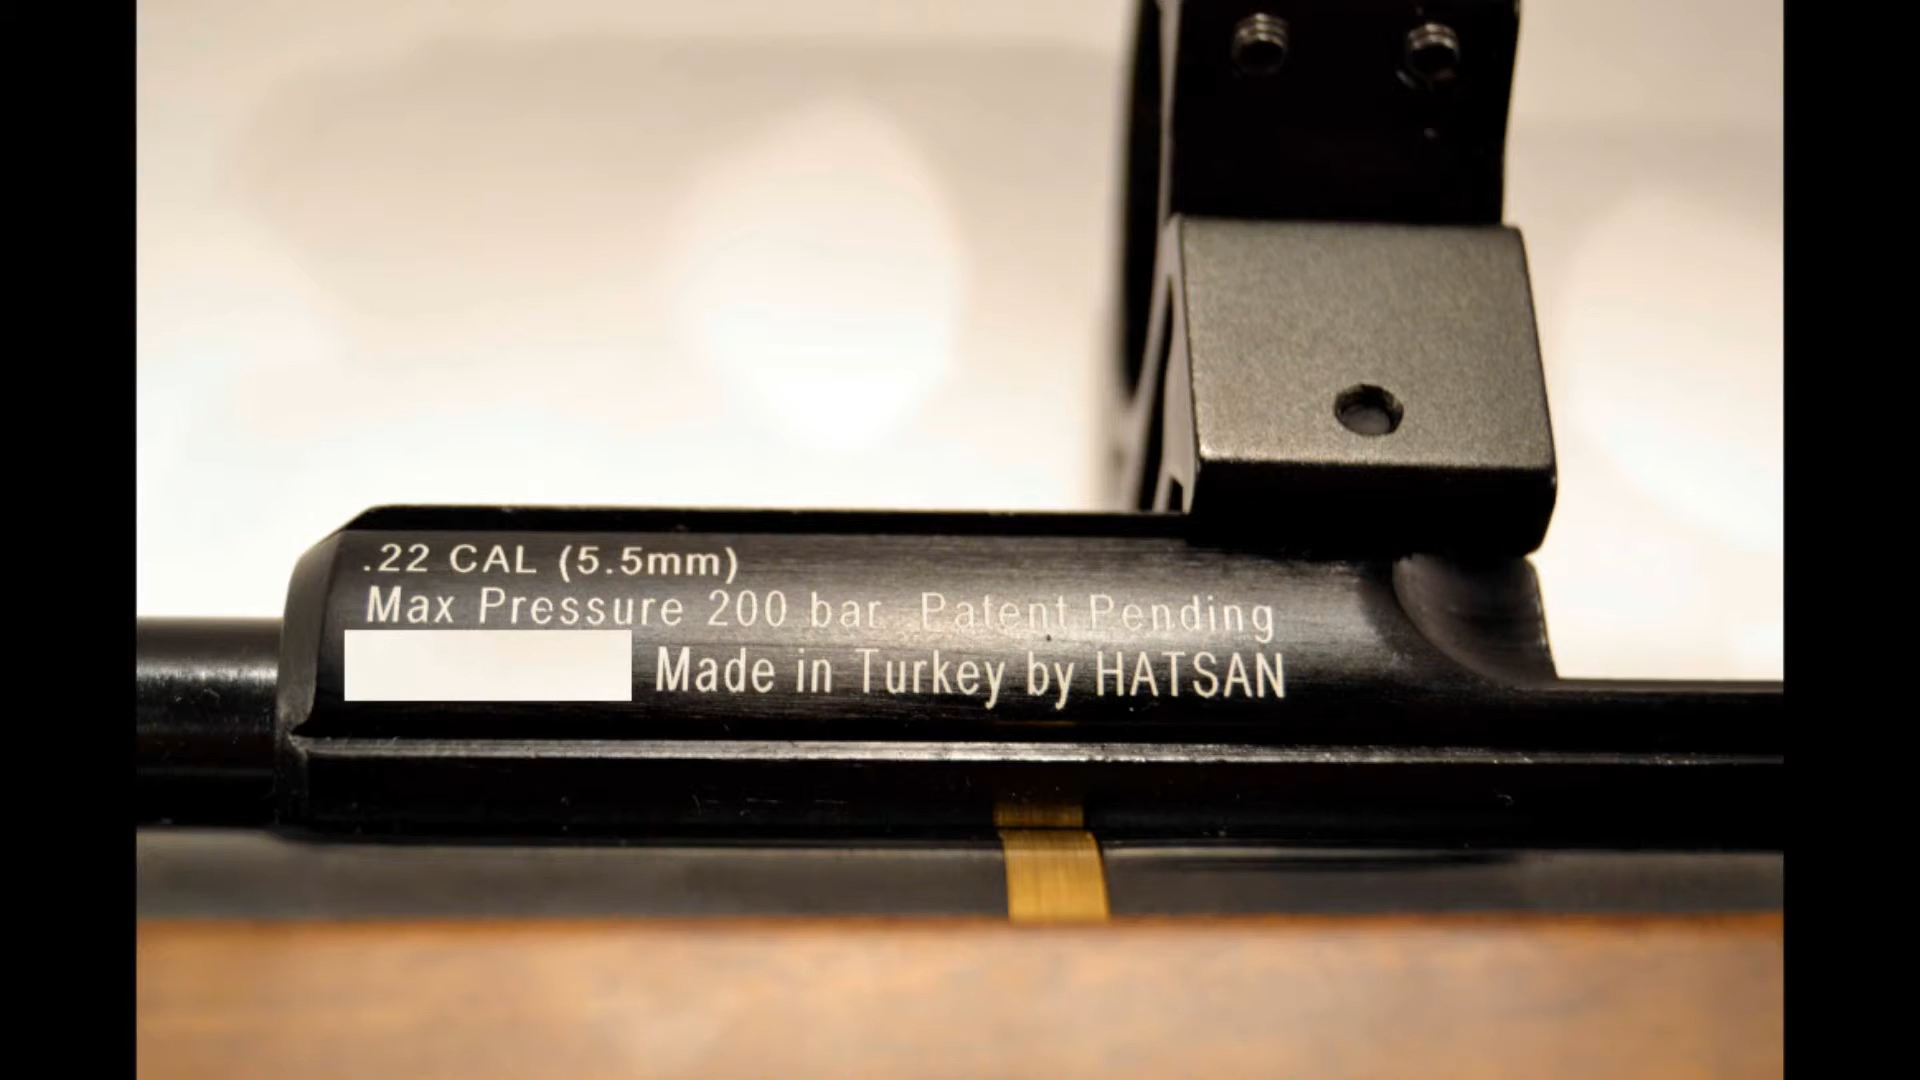 .22 CAL (5.5mm)
Max Pressure 200 bar. Patent Pending
Made in Turkey by HATSAN